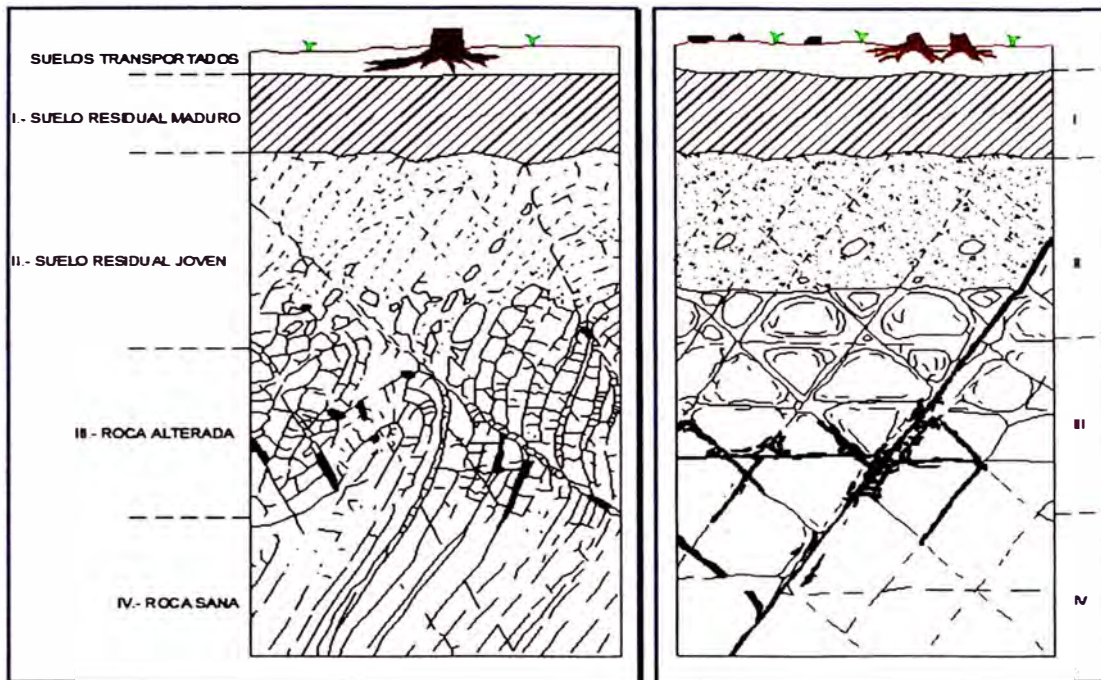 SUELOS TRANSPORTADOS
I.- SUELO RESIDUAL MADURO
II.- SUELO RESIDUAL JOVEN
III.- ROCA ALTERADA
IV.- ROCA SANA
I
II
III
IV